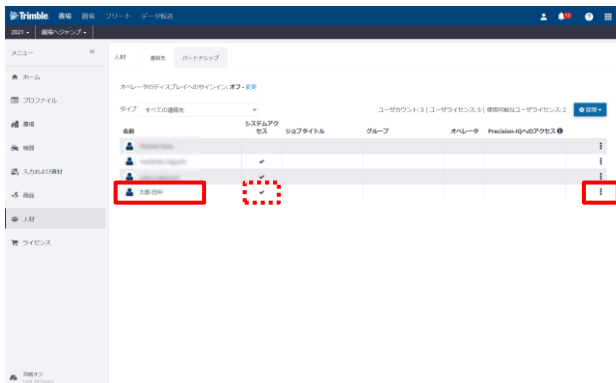 Trimble 農場 圃場 フリート データ転送
17
2021 圃場へジャンプ
メニュー
人材 連絡先 パートナシップ
ホーム
オペレータのディスプレイへのサインイン: オフ - 変更
プロファイル
タイプ すべての連絡先 ユーザカウント: 3 | ユーザライセンス: 5 | 使用可能なユーザライセンス: 2 管理
農場
名前 システムアクセス ジョブタイトル グループ オペレータ Precision-IQへのアクセス
機器
入力および資材
商品
太郎 田中
人材
ライセンス
同期オフ
Last 24 hours